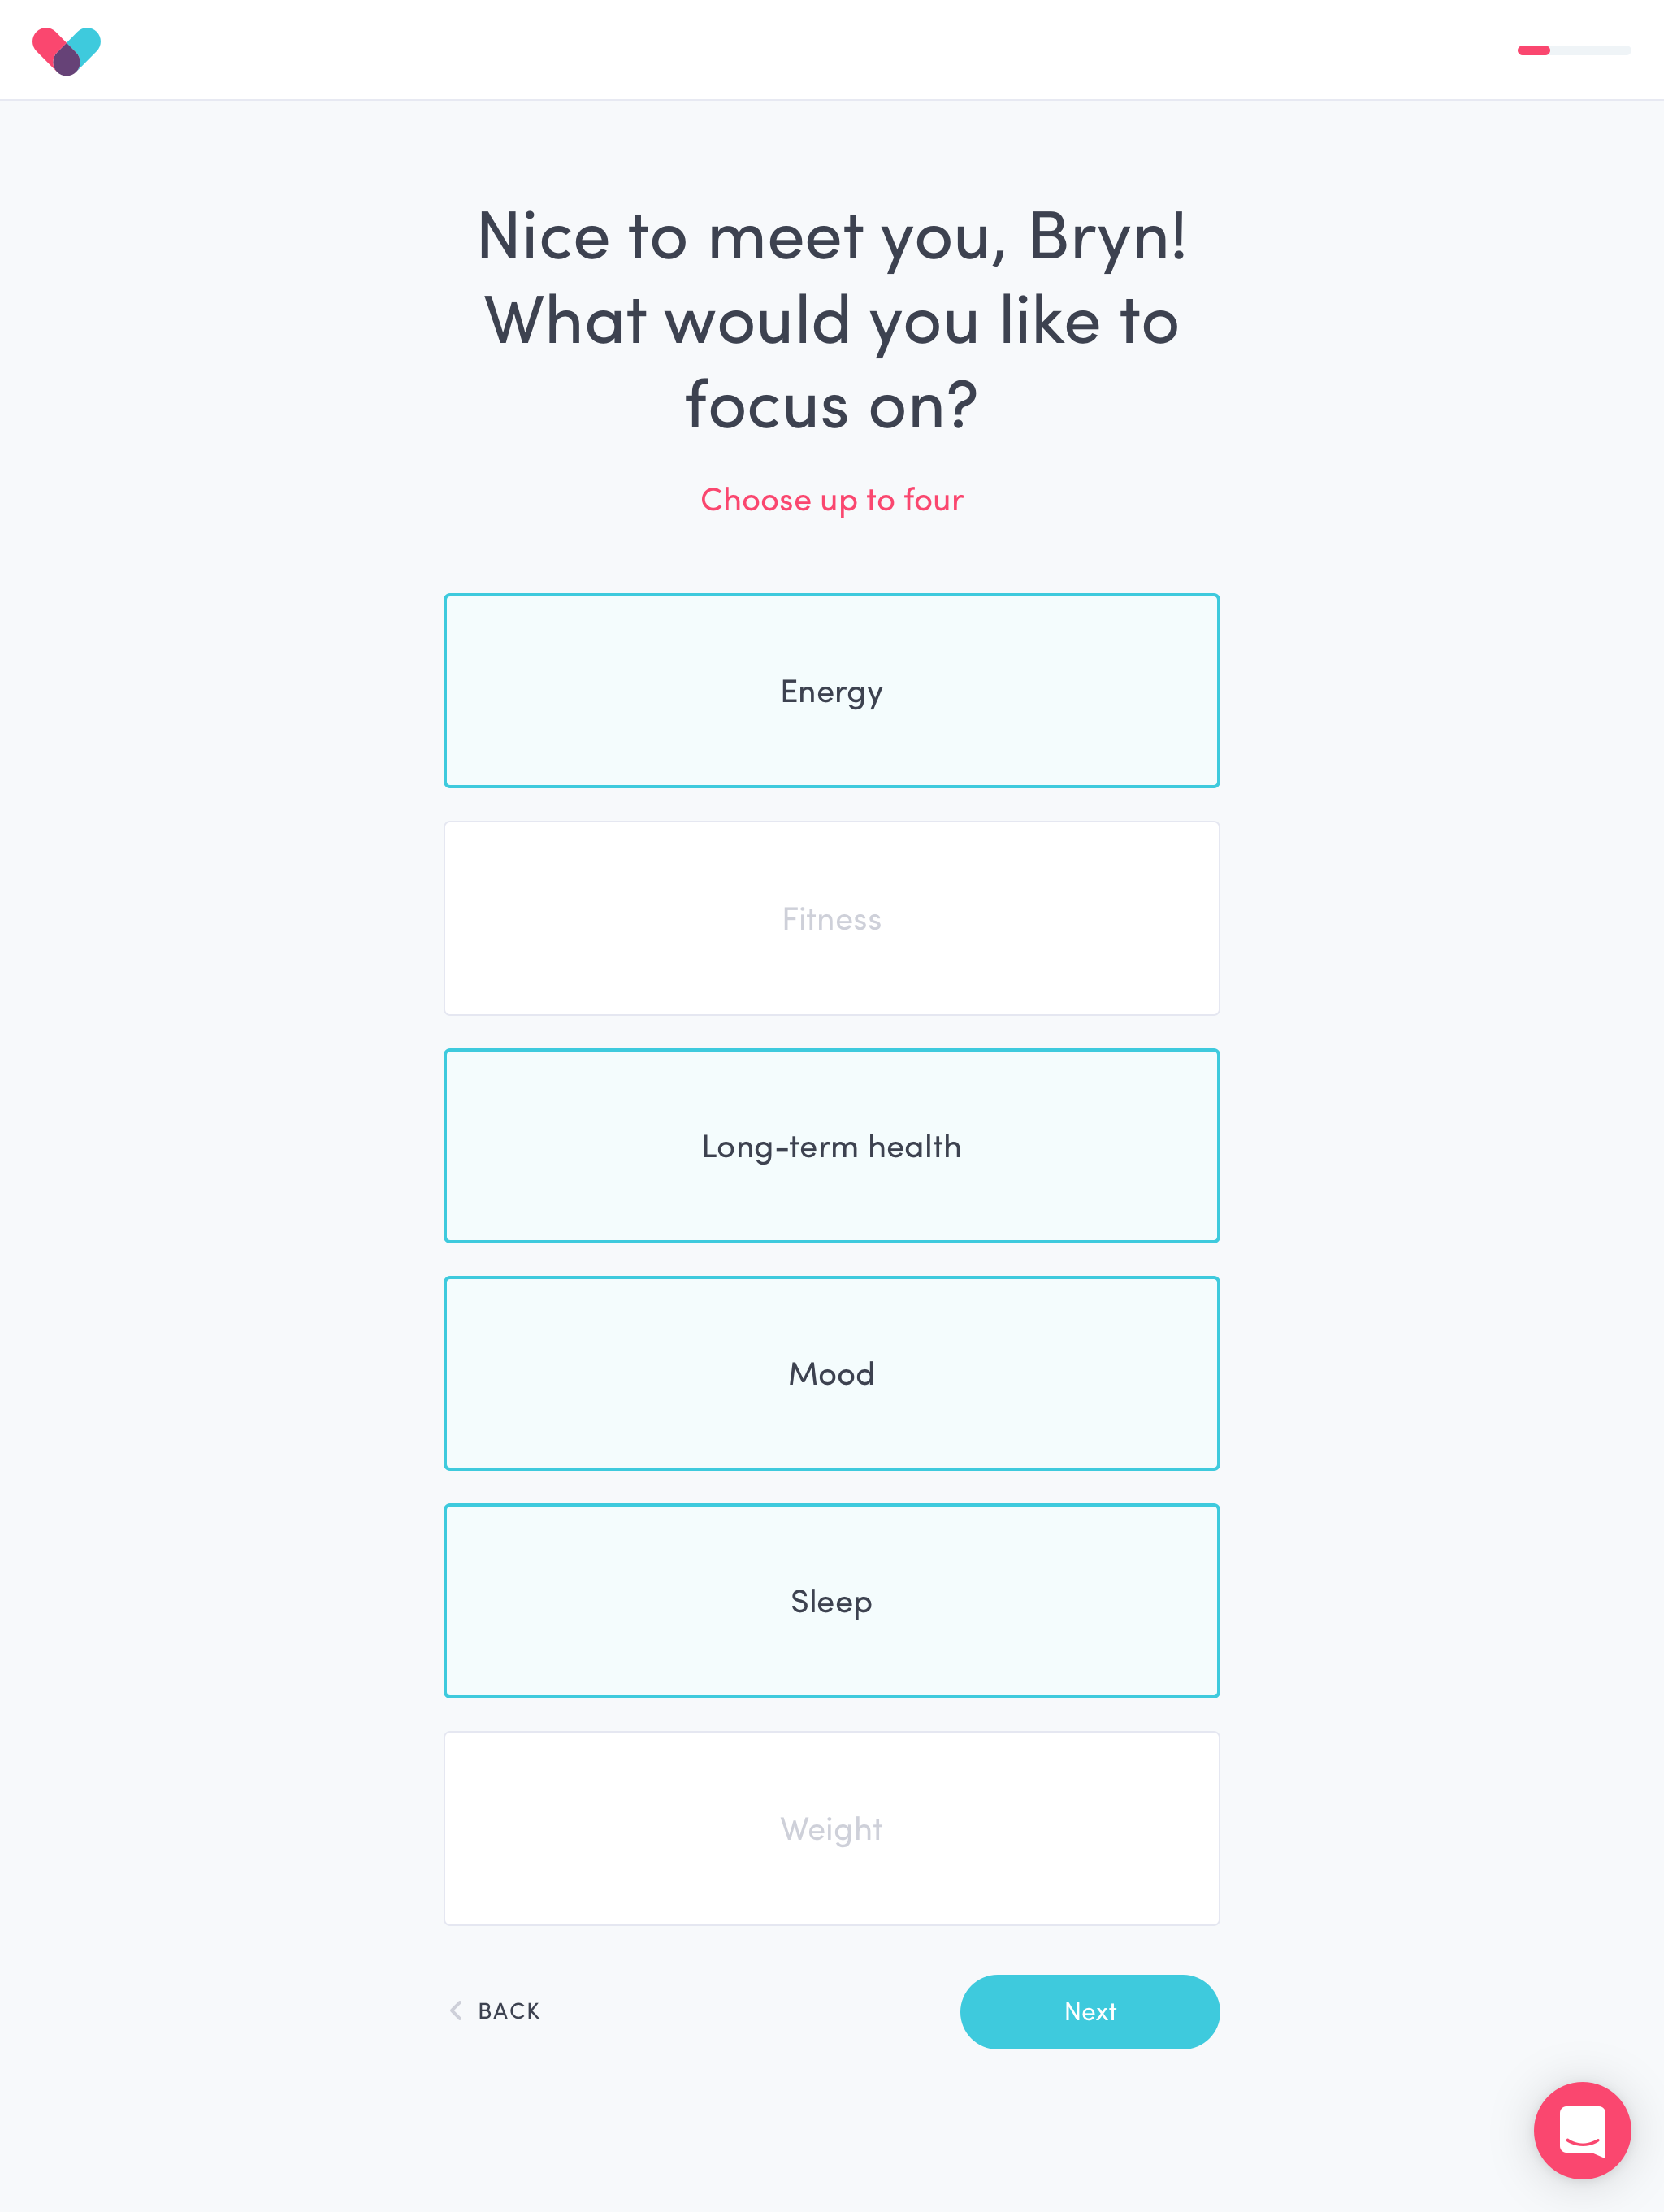 Nice to meet you, Bryn!
What would you like to
focus on?
Choose up to four
Energy
Fitness
Long-term health
Mood
Sleep
Weight
BACK
Next